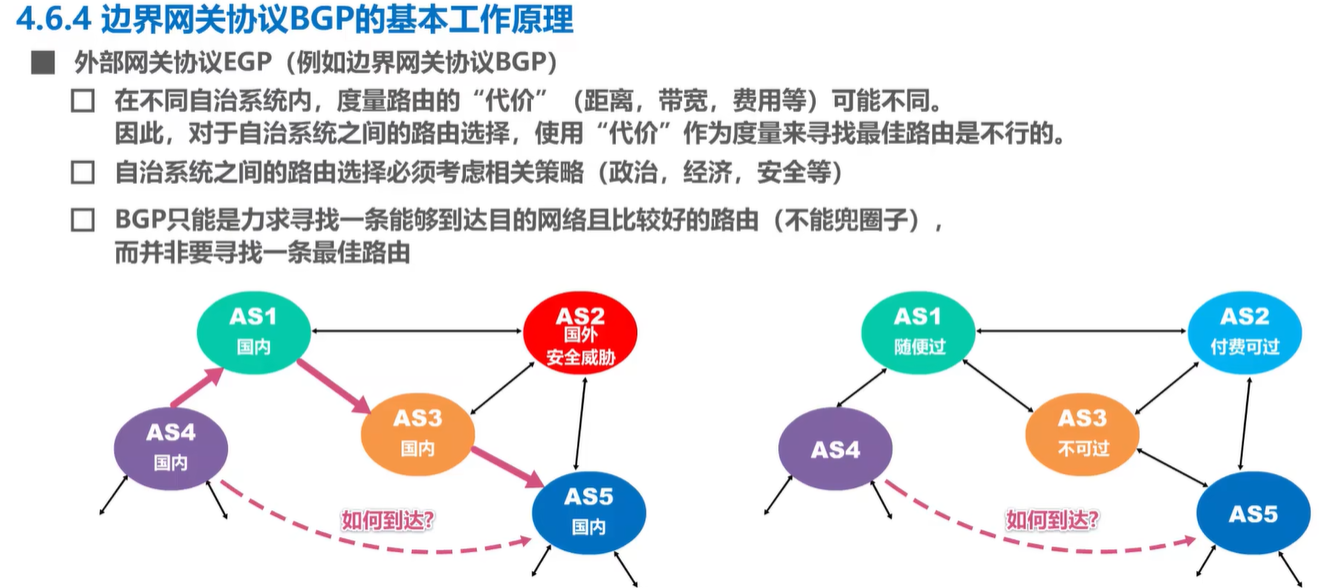 4.6.4 边界网关协议BGP的基本工作原理
外部网关协议EGP（例如边界网关协议BGP）
在不同自治系统内，度量路由的“代价”（距离，带宽，费用等）可能不同。
因此，对于自治系统之间的路由选择，使用“代价”作为度量来寻找最佳路由是不行的。
自治系统之间的路由选择必须考虑相关策略（政治，经济，安全等）
BGP只能是力求寻找一条能够到达目的网络且比较好的路由（不能兜圈子），
而并非要寻找一条最佳路由
AS1
国内
AS2
国外
安全威胁
AS3
国内
AS4
国内
AS5
国内
如何到达?
AS1
随便过
AS2
付费可过
AS3
不可过
AS4
AS5
如何到达?